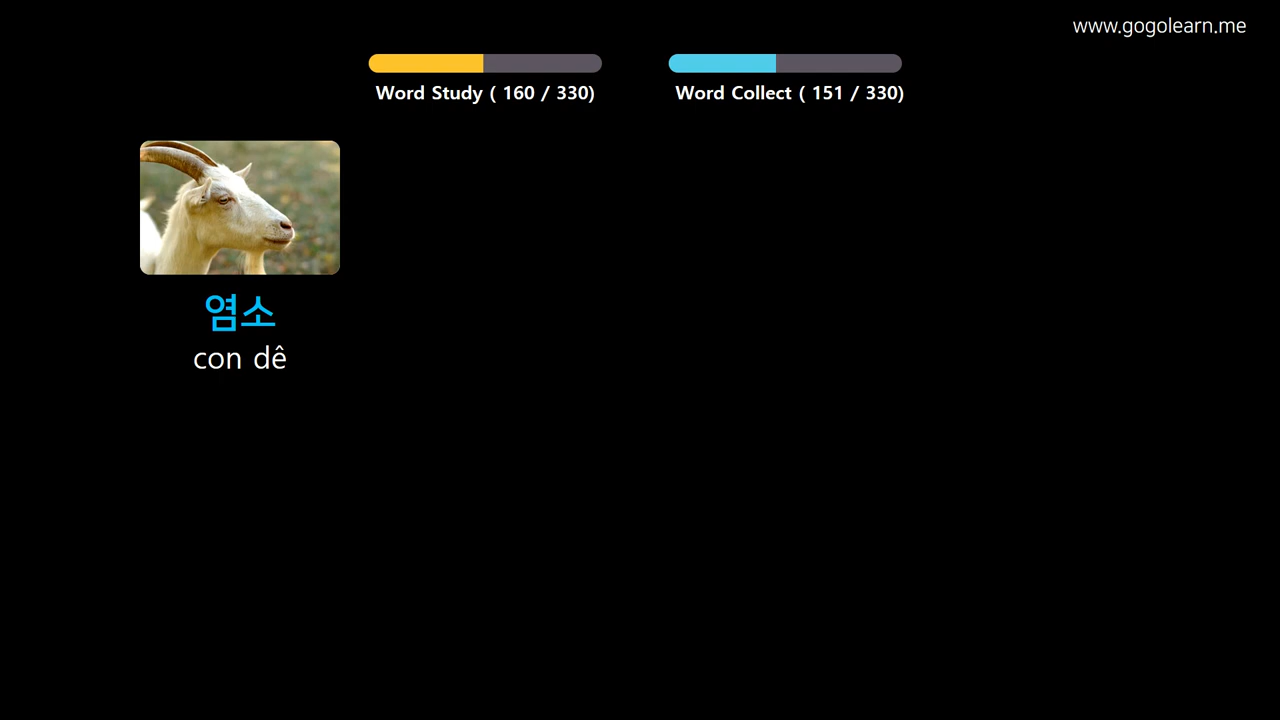 www.gogolearn.me
Word Study ( 160 / 330)
Word Collect ( 151 / 330)
염소
con dê